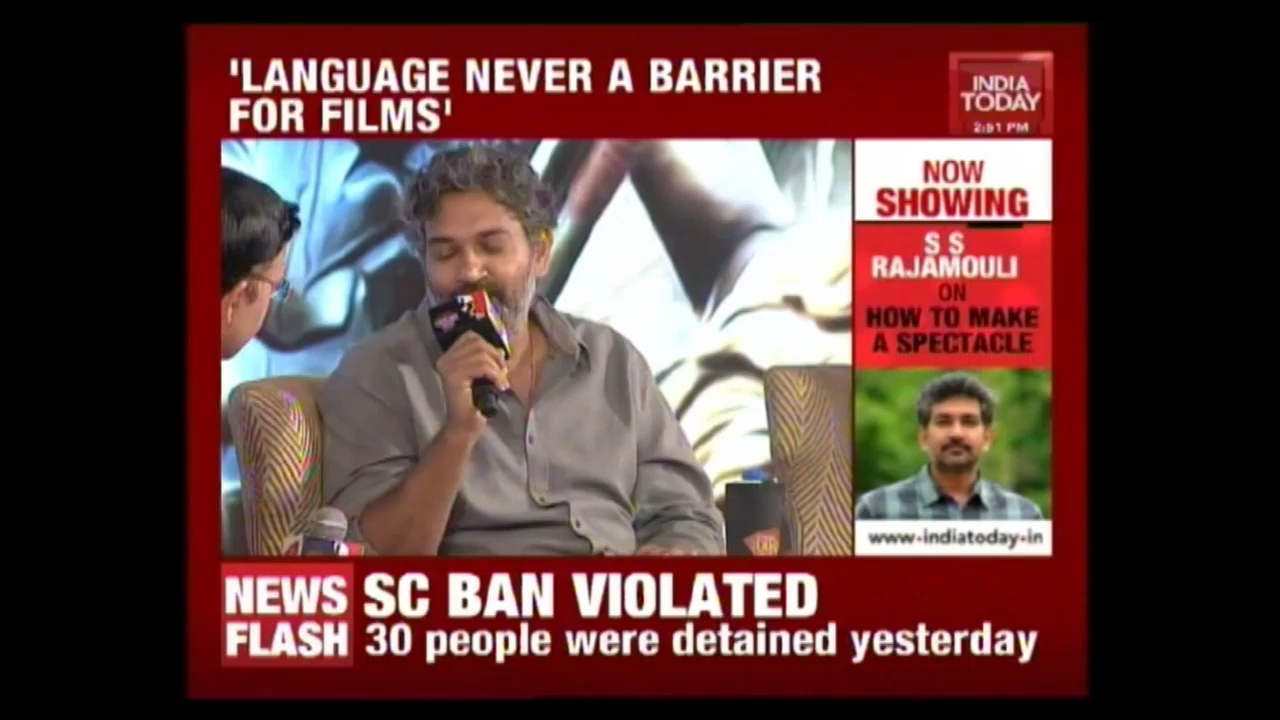 'LANGUAGE NEVER A BARRIER
FOR FILMS'
INDIA
TODAY
2:51 PM
NOW
SHOWING
S S
RAJAMOULI
ON
HOW TO MAKE
A SPECTACLE
www.indiatoday.in
NEWS
FLASH
SC BAN VIOLATED
30 people were detained yesterday